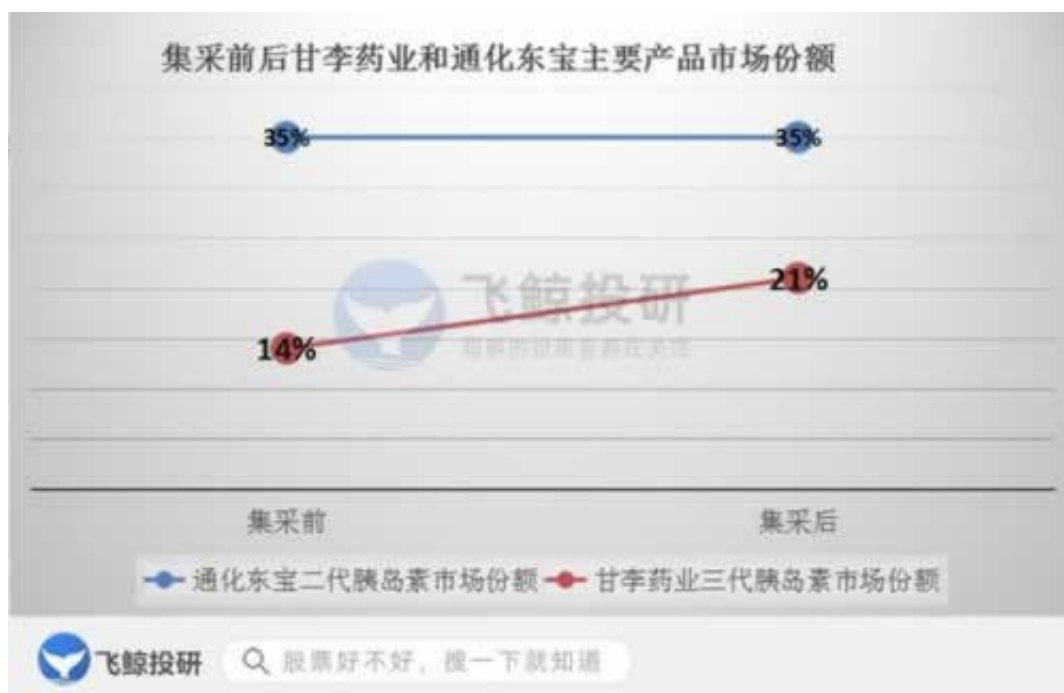 集采前后甘李药业和通化东宝主要产品市场份额
35%
35%
飞鲸投研
21%
14%
集采前
集采后
通化东宝二代胰岛素市场份额
甘李药业三代胰岛素市场份额
飞鲸投研
股票好不好，搜一下就知道